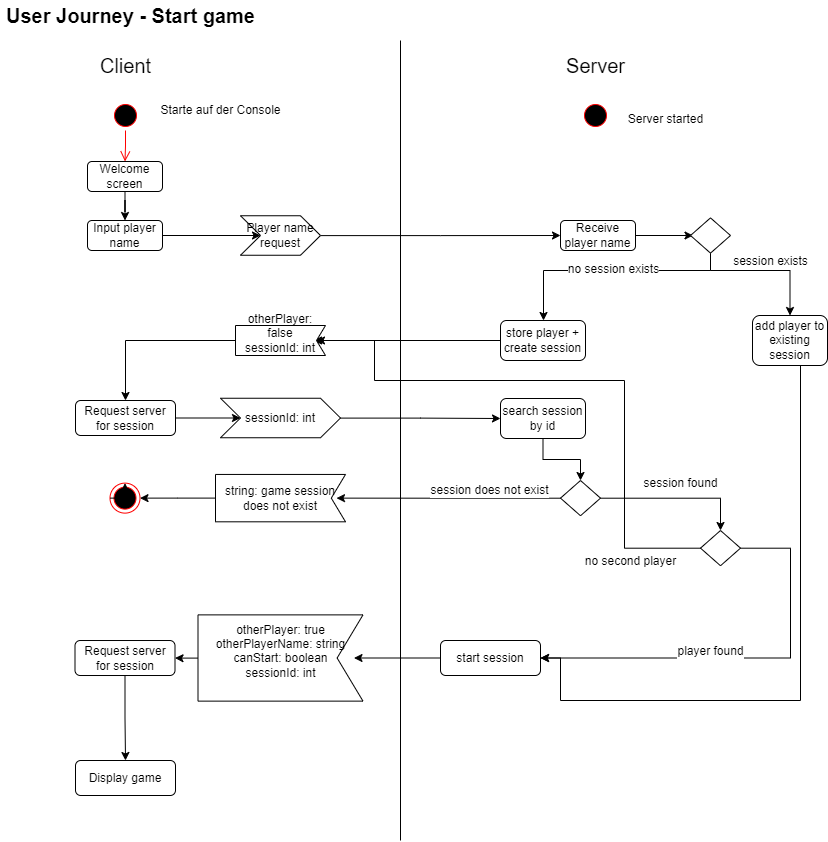 User Journey - Start game
Client
Server
Starte auf der Console
Server started
Welcome
screen
Input player
name
Player name
request
Receive
player name
session exists
no session exists
otherPlayer:
false
sessionId: int
store player +
create session
add player to
existing
session
Request server
for session
sessionId: int
search session
by id
string: game session
does not exist
session does not exist
session found
no second player
otherPlayer: true
otherPlayerName: string
canStart: boolean
sessionId: int
Request server
for session
start session
player found
Display game